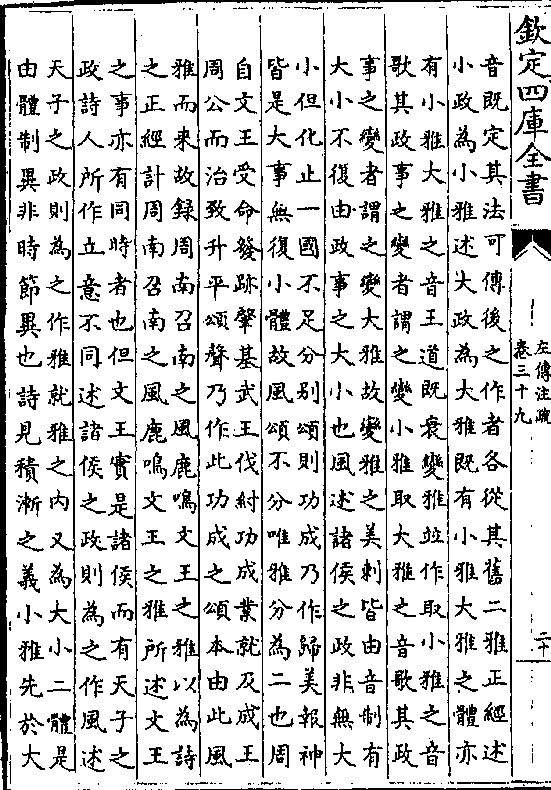 欽定四庫全書
左傳注疏
卷三十九
二十
音既定其法可傳後之作者各從其舊二雅正經述
小政為小雅述大政為大雅既有小雅大雅之體亦
有小雅大雅之音王道既衰變雅並作取小雅之音
歌其政事之變者謂之變小雅取大雅之音歌其政
事之變者謂之變大雅故變雅之美刺皆由音制有
大小不復由政事之大小也風述諸侯之政非無大
小但化止一國不足分別頌則功成乃作歸美報神
皆是大事無復小體故風頌不分唯雅分為二也周
自文王受命發跡肇基武王伐紂功成業就及成王
周公而治致升平頌聲乃作此功成之頌本由此風
雅而来故録周南召南之風鹿鳴文王之雅以為詩
之正經計周南召南之風鹿鳴文王之雅所述文王
之事亦有同時者也但文王實是諸侯而有天子之
政詩人所作立意不同述諸侯之政則為之作風述
天子之政則為之作雅就雅之內又為大小二體是
由體制異非時節異也詩見積漸之義小雅先於大